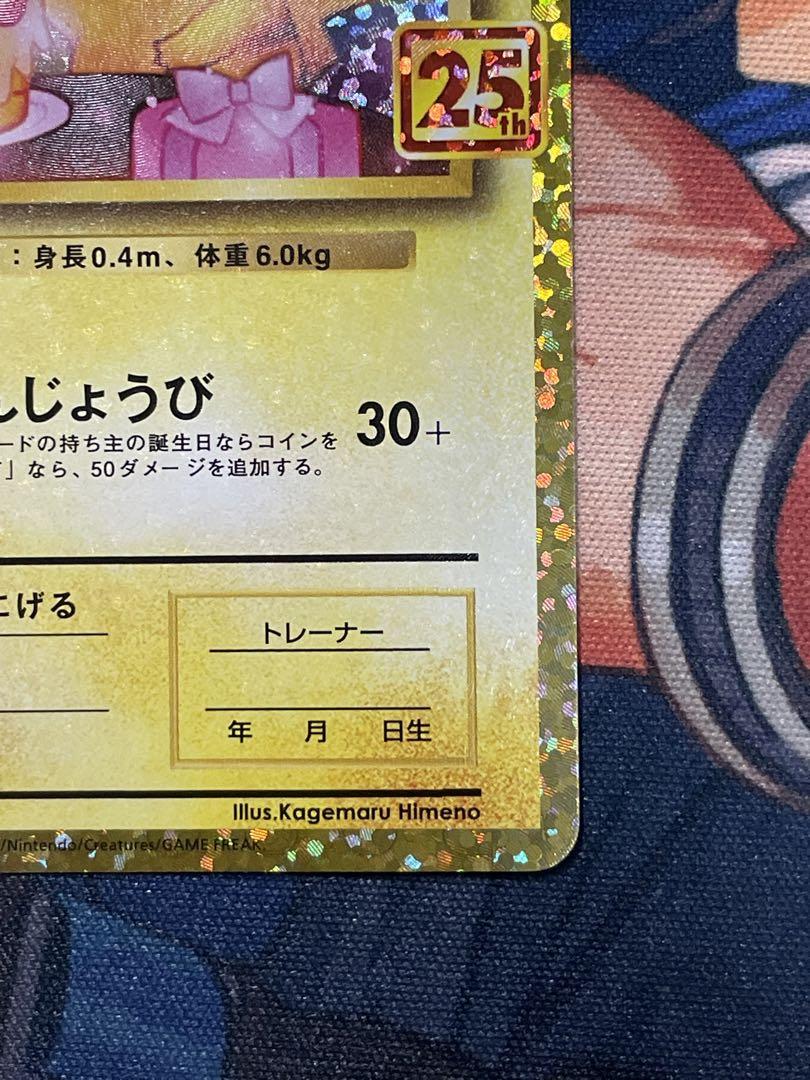 25th
：身長0.4m、体重6.0kg
んじょうび 30+
ードの持ち主の誕生日ならコインを
」なら、50ダメージを追加する。
にげる
トレーナー
年 月 日生
Illus.Kagemaru Himeno
/Nintendo/Creatures/GAME FREAK.